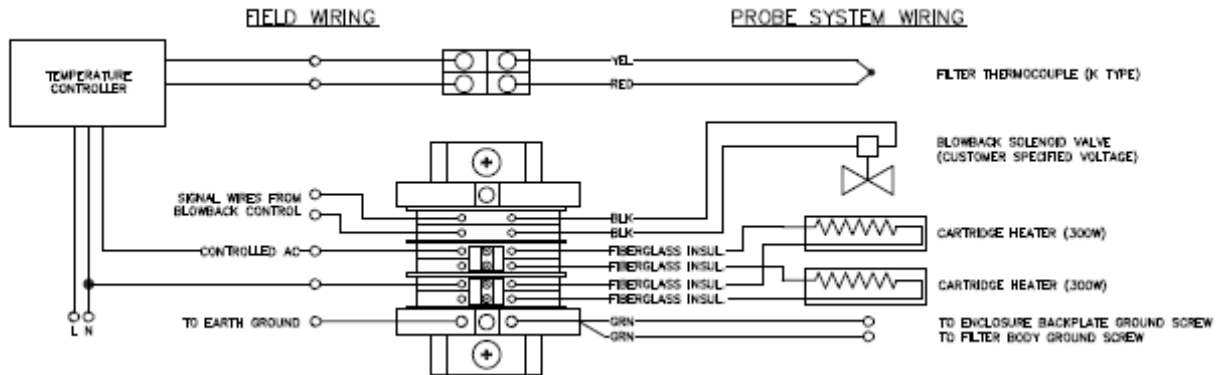 FIELD WIRING
PROBE SYSTEM WIRING
TEMPERATURE
CONTROLLER
YEL
RED
FILTER THERMOCOUPLE (K TYPE)
BLOWBACK SOLENOID VALVE
(CUSTOMER SPECIFIED VOLTAGE)
SIGNAL WIRES FROM
BLOWBACK CONTROL
BLK
BLK
CONTROLLED AC
FIBERGLASS INSUL.
FIBERGLASS INSUL.
FIBERGLASS INSUL.
FIBERGLASS INSUL.
CARTRIDGE HEATER (300W)
CARTRIDGE HEATER (300W)
L N
TO EARTH GROUND
GRN
GRN
TO ENCLOSURE BACKPLATE GROUND SCREW
TO FILTER BODY GROUND SCREW